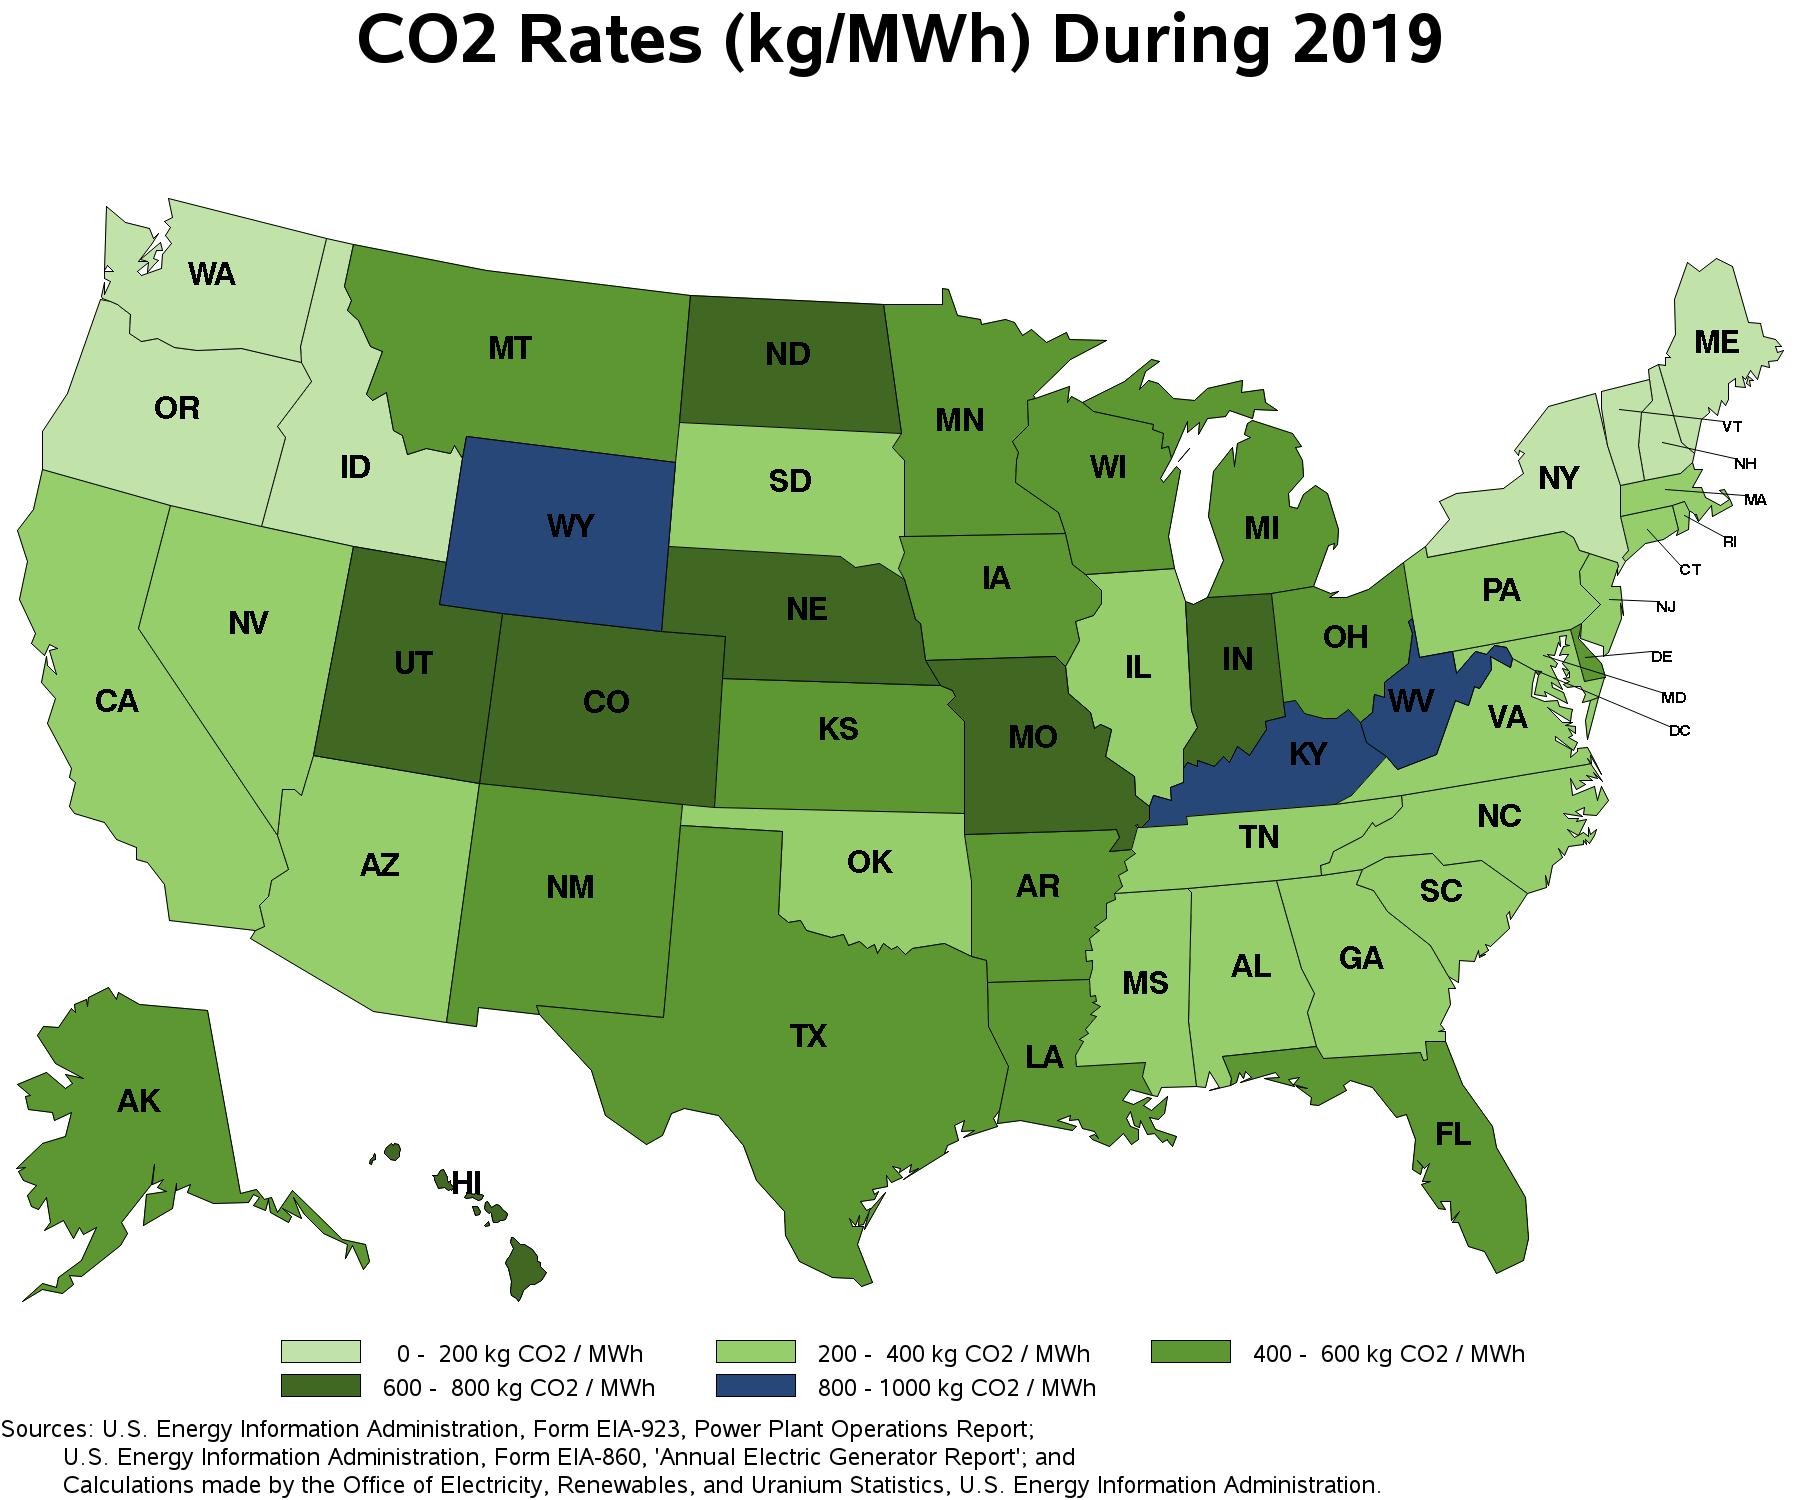 CO2 Rates (kg/MWh) During 2019
WA
MT
ND
ME
OR
MN
VT
ID
SD
WI
NY
NH
WY
MI
MA
RI
IA
CT
NE
PA
NJ
NV
UT
IL
IN
OH
DE
CA
CO
KS
MO
WV
VA
MD
KY
DC
NC
TN
AZ
OK
NM
AR
SC
MS
AL
GA
TX
LA
AK
FL
HI
0 - 200 kg CO2 / MWh
200 - 400 kg CO2 / MWh
400 - 600 kg CO2 / MWh
600 - 800 kg CO2 / MWh
800 - 1000 kg CO2 / MWh
Sources: U.S. Energy Information Administration, Form EIA-923, Power Plant Operations Report;
U.S. Energy Information Administration, Form EIA-860, 'Annual Electric Generator Report'; and
Calculations made by the Office of Electricity, Renewables, and Uranium Statistics, U.S. Energy Information Administration.